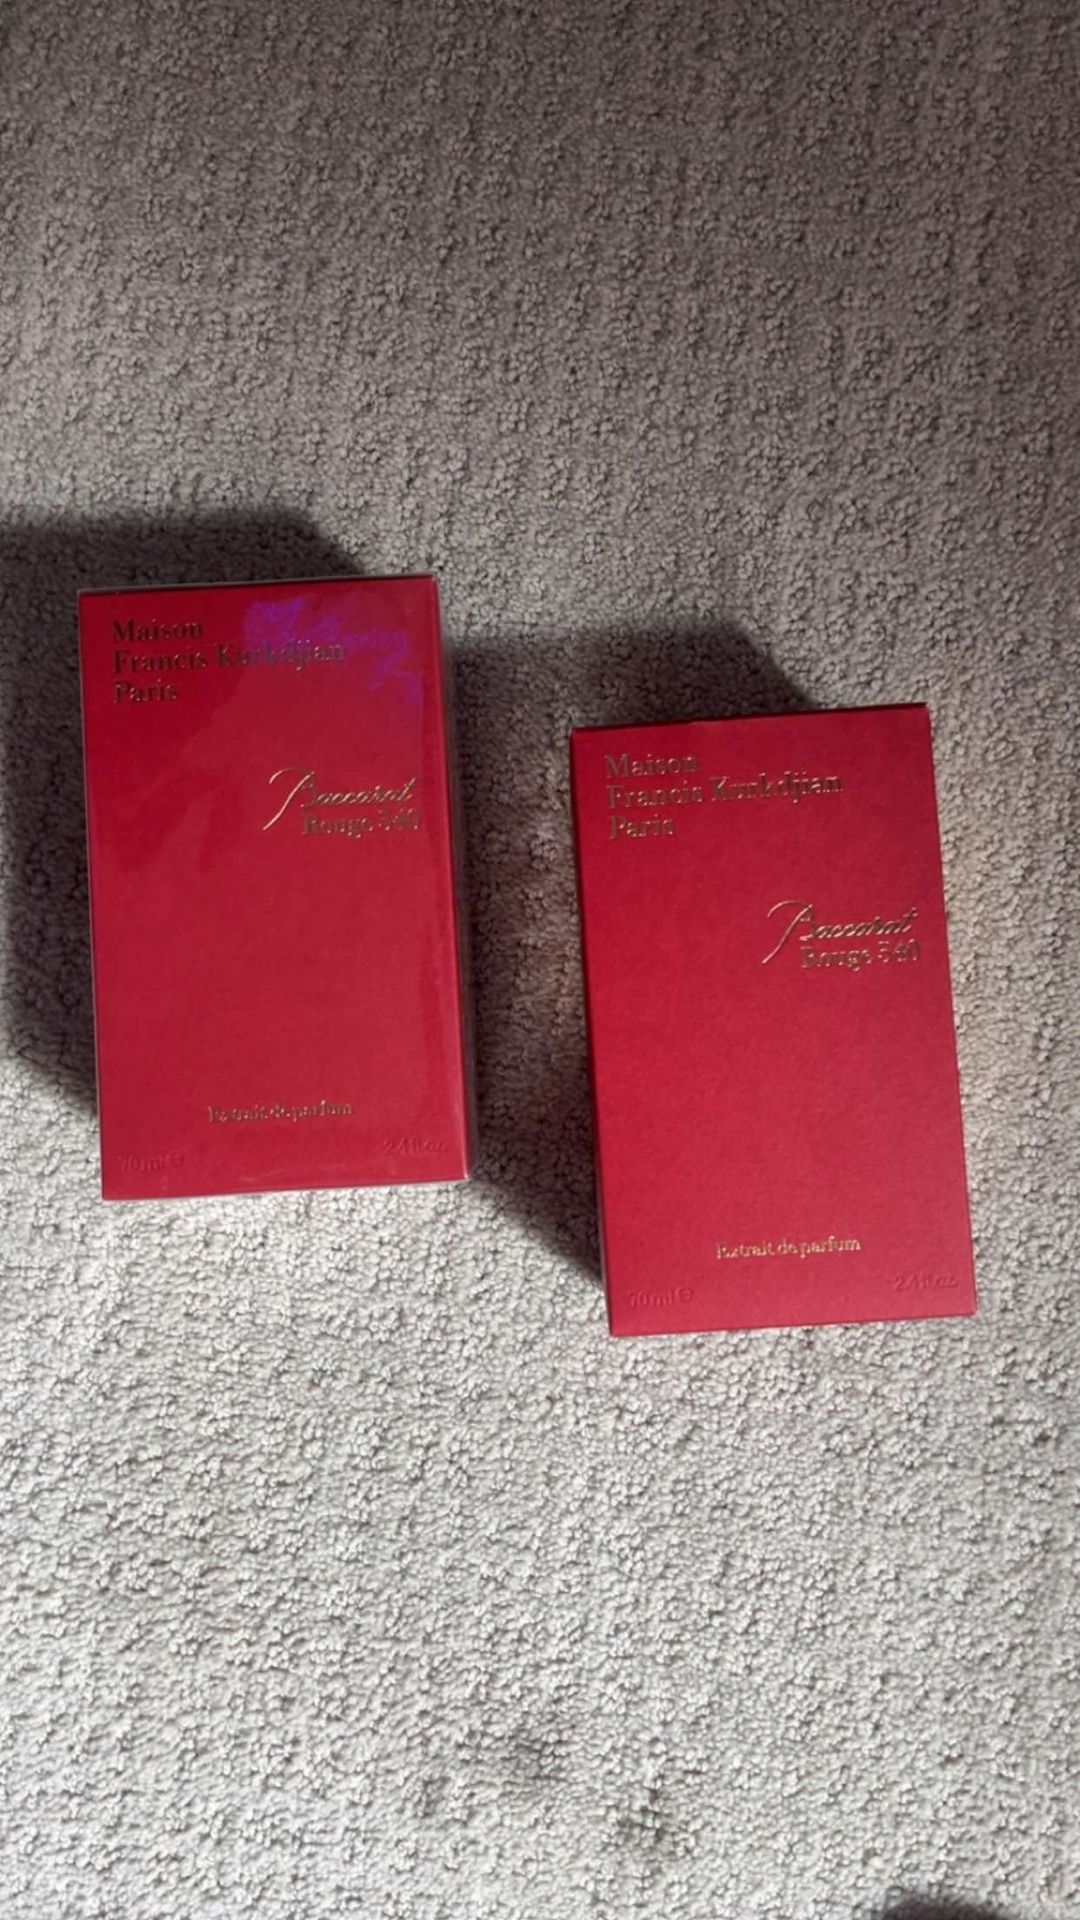 Maison
Francis Kurkdjian
Paris
Baccarat
Rouge 540
Extrait de parfum
70 ml e
2.4 fl.oz
Maison
Francis Kurkdjian
Paris
Baccarat
Rouge 540
Extrait de parfum
70 ml e
2.4 fl.oz